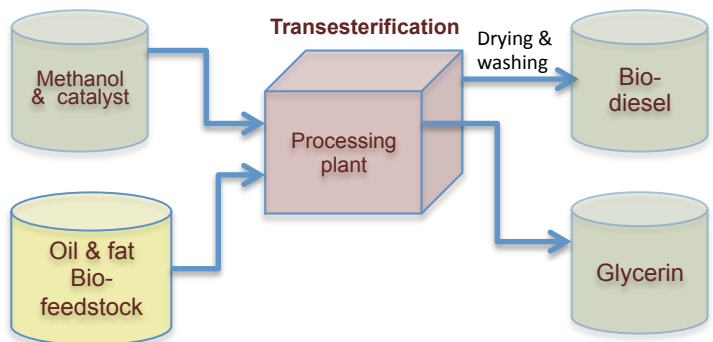 Transesterification
Methanol
& catalyst
Drying &
washing
Bio-
diesel
Processing
plant
Oil & fat
Bio-
feedstock
Glycerin